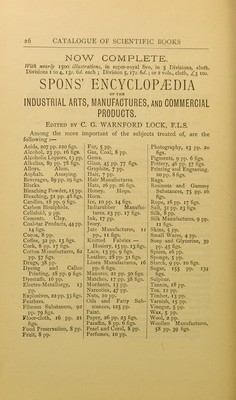 26 CATALOGUE OF SCIENTIFIC BOOKS
NOW COMPLETE.
With nearly 1500 illustrations, in super-royal 8vo, in 5 Divisions, cloth.
Divisions 1 to 4, 13s. 6d. each; Division 5, 17s. 6d.; or 2 vols., cloth, £3 10s.
SPONS' ENCYCLOPÆDIA
OF THE
INDUSTRIAL ARTS, MANUFACTURES, AND COMMERCIAL
PRODUCTS.
EDITED BY C. G. WARNFORD LOCK, F.L.S.
Among the more important of the subjects treated of, are the
following:—
Acids, 207 pp. 220 figs.
Alcohol, 23 pp. 16 figs.
Alcoholic Liquors, 13 pp.
Alkalies, 89 pp. 78 figs.
Alloys. Alum.
Asphalt. Assaying.
Beverages, 89 pp. 29 figs.
Blacks.
Bleaching Powder, 15 pp.
Bleaching, 51 pp. 48 figs.
Candles, 18 pp. 9 figs.
Carbon Bisulphide.
Celluloid, 9 pp.
Cements. Clay.
Coal-tar Products, 44 pp.
14 figs.
Cocoa, 8 pp.
Coffee, 32 pp. 13 figs.
Cork, 8 pp. 17 figs.
Cotton Manufactures, 62
pp. 57 figs.
Drugs, 38 pp.
Dyeing and Calico
Printing, 28 pp. 9 figs.
Dyestuffs, 16 pp.
Electro-Metallurgy, 13
pp.
Explosives, 22 pp. 33 figs.
Feathers.
Fibrous Substances, 92
pp. 79 figs.
Floor-cloth, 16 pp. 21
figs.
Food Preservation, 8 pp.
Fruit, 8 pp.
Fur, 5 pp.
Gas, Coal, 8 pp.
Gems.
Glass, 45 pp. 77 figs.
Graphite, 7 pp.
Hair, 7 pp.
Hair Manufactures.
Hats, 26 pp. 26 figs.
Honey. Hops.
Horn.
Ice, 10 pp. 14 figs.
Indiarubber Manufac-
tures, 23 pp. 17 figs.
Ink, 17 pp.
Ivory.
Jute Manufactures, 11
pp., 11 figs.
Knitted Fabrics —
Hosiery, 15 pp. 13 figs.
Lace, 13 pp. 9 figs.
Leather, 28 pp. 31 figs.
Linen Manufactures, 16
pp. 6 figs.
Manures, 21 pp. 30 figs.
Matches, 17 pp. 38 figs.
Mordants, 13 pp.
Narcotics, 47 pp.
Nuts, 10 pp.
Oils and Fatty Sub-
stances, 125 pp.
Paint.
Paper, 26 pp. 23 figs.
Paraffin, 8 pp. 6 figs.
Pearl and Coral, 8 pp.
Perfumes, 10 pp.
Photography, 13 pp. 20
figs.
Pigments, 9 pp. 6 figs.
Pottery, 46 pp. 57 figs.
Printing and Engraving,
20 pp. 8 figs.
Rags.
Resinous and Gummy
Substances, 75 pp. 16
figs.
Rope, 16 pp. 17 figs.
Salt, 31 pp. 23 figs.
Silk, 8 pp.
Silk Manufactures, 9 pp.
11 figs.
Skins, 5 pp.
Small Wares, 4 pp.
Soap and Glycerine, 39
pp. 45 figs.
Spices, 16 pp.
Sponge, 5 pp.
Starch, 9 pp. 10 figs.
Sugar, 155 pp. 134
figs.
Sulphur.
Tannin, 18 pp.
Tea, 12 pp.
Timber, 13 pp.
Varnish, 15 pp.
Vinegar, 5 pp.
Wax, 5 pp.
Wool, 2 pp.
Woollen Manufactures,
58 pp. 39 figs.